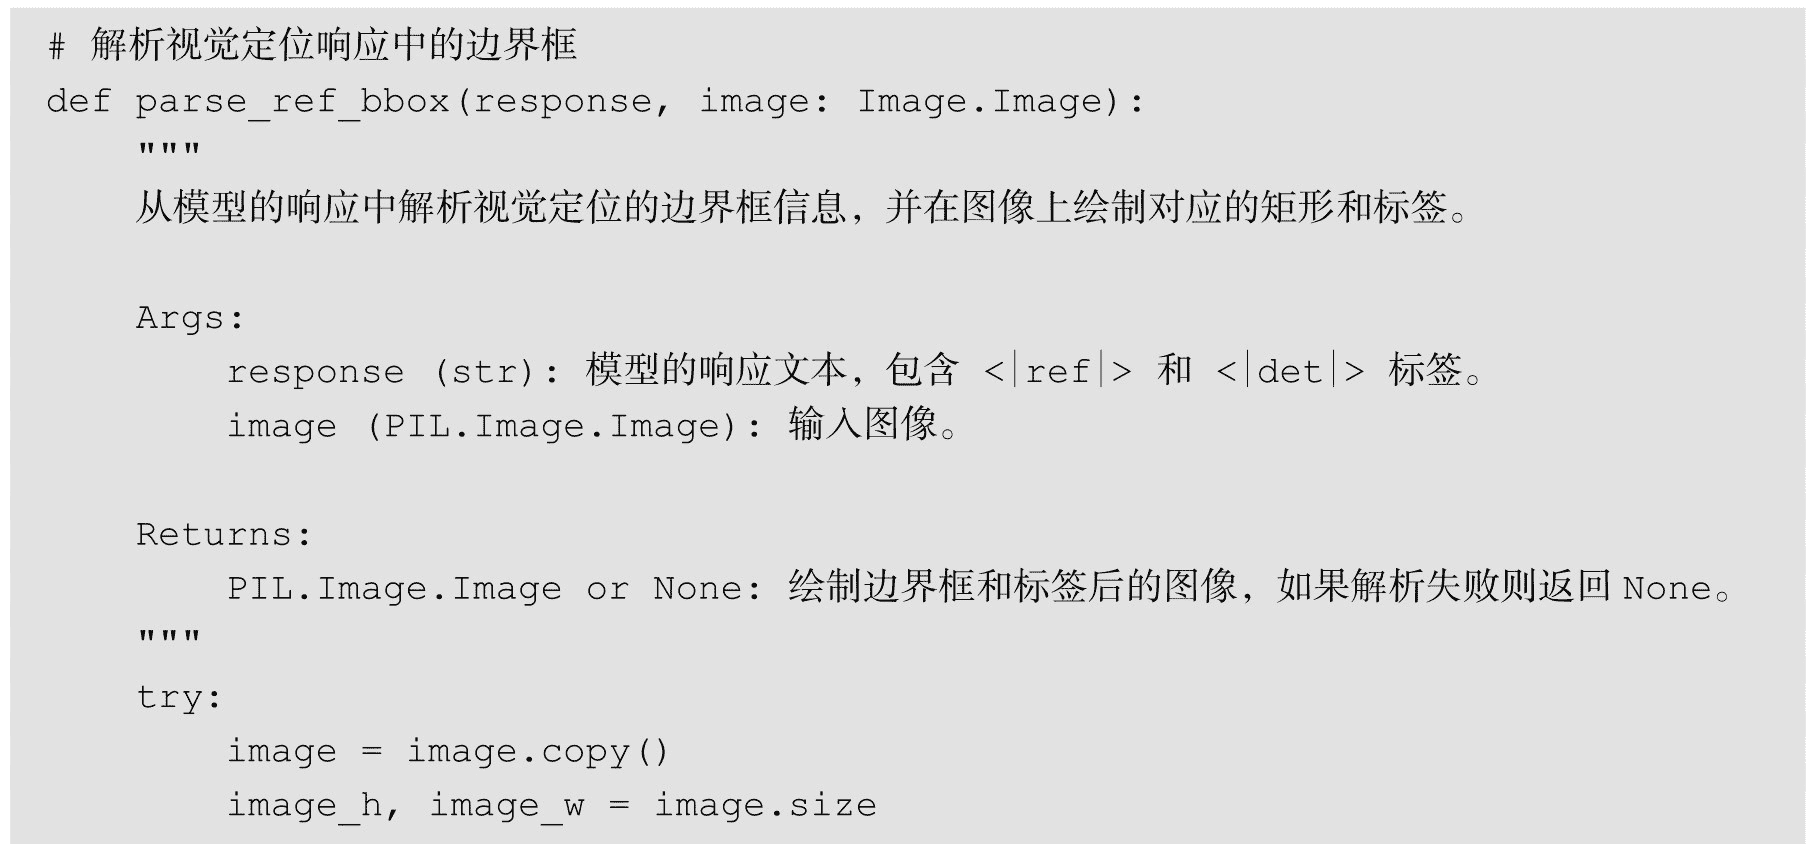 # 解析视觉定位响应中的边界框
def parse_ref_bbox(response, image: Image.Image):
    """
    从模型的响应中解析视觉定位的边界框信息，并在图像上绘制对应的矩形和标签。
    Args:
        response (str): 模型的响应文本，包含 <|ref|> 和 <|det|> 标签。
        image (PIL.Image.Image): 输入图像。
    Returns:
        PIL.Image.Image or None: 绘制边界框和标签后的图像，如果解析失败则返回 None。
    """
    try:
        image = image.copy()
        image_h, image_w = image.size